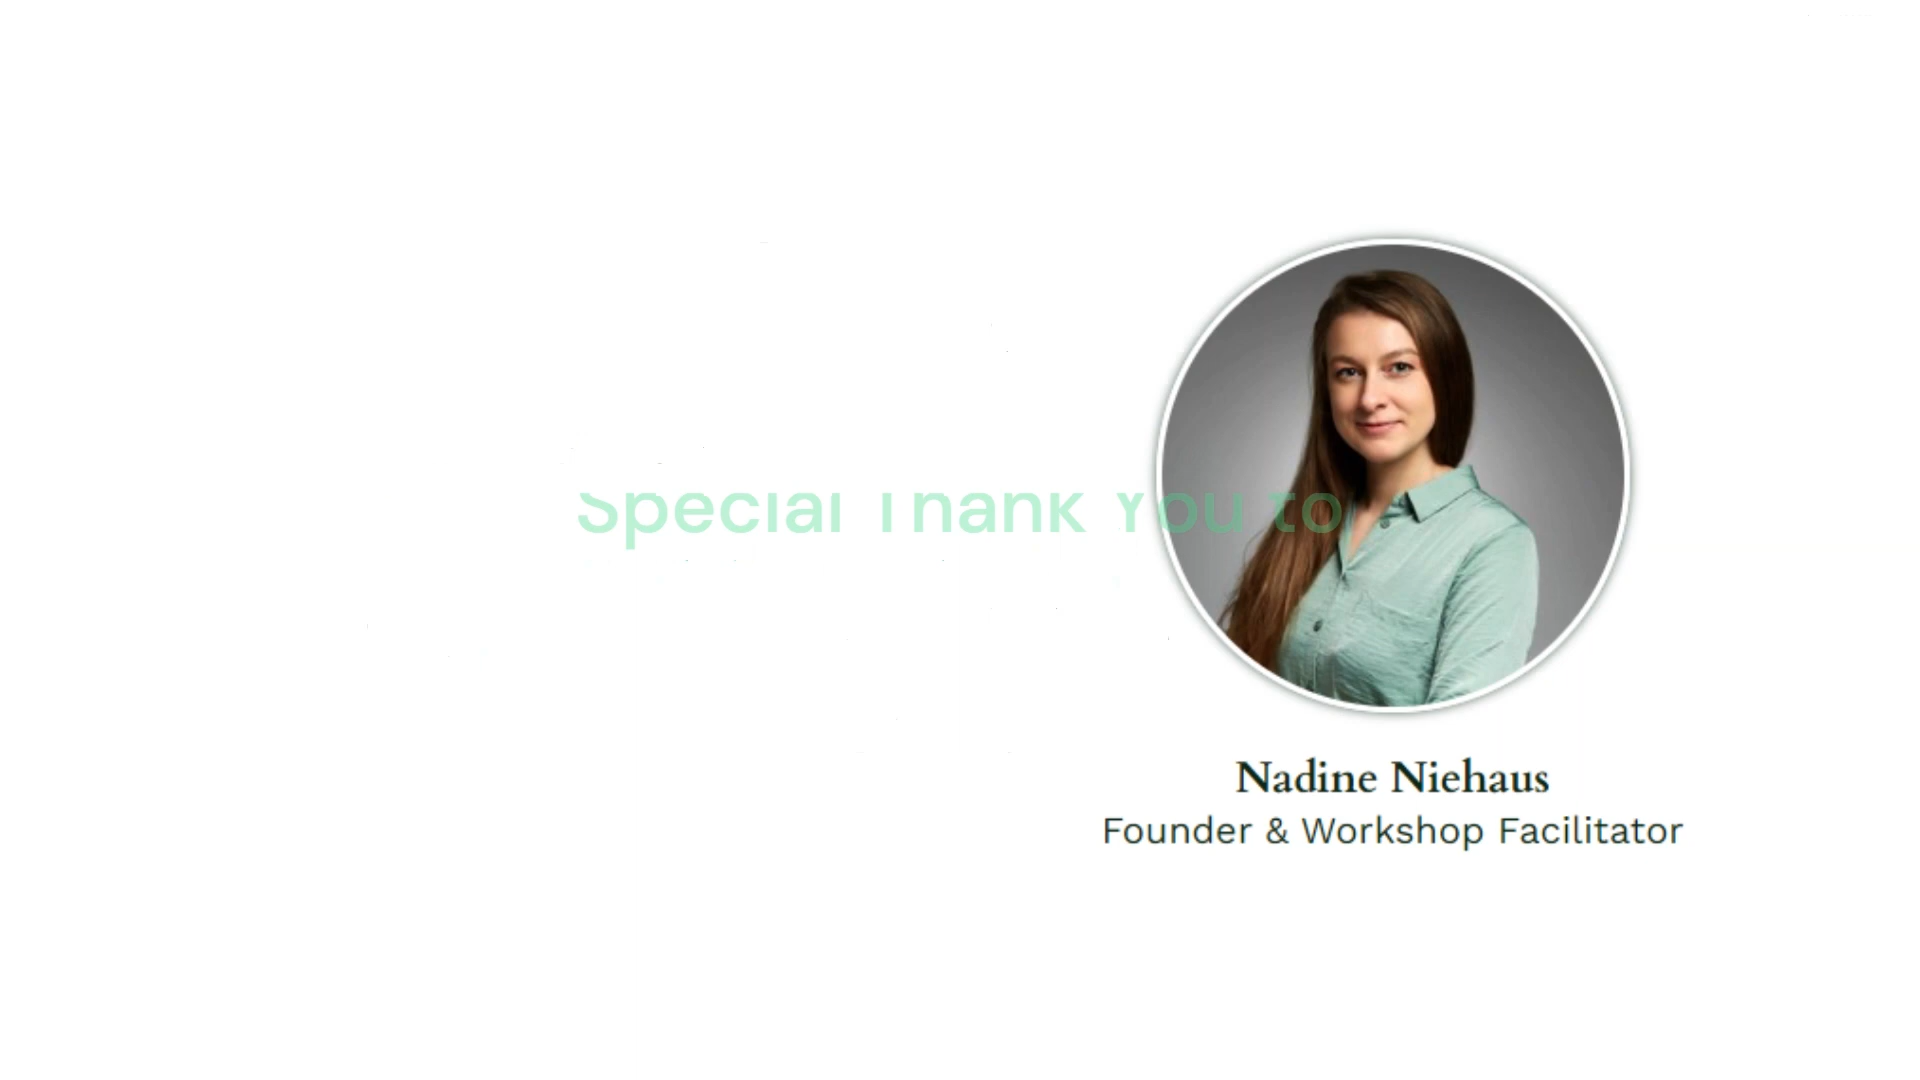 Special Thank You to
Nadine Niehaus
Founder & Workshop Facilitator